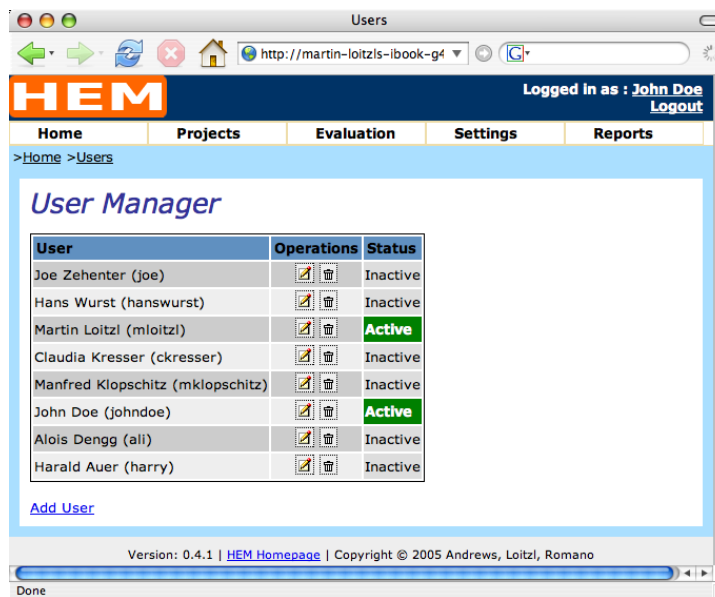 Users
http://martin-loitzls-ibook-g4
G
HEM
Logged in as : John Doe
Logout
Home Projects Evaluation Settings Reports
>Home >Users
User Manager
User Operations Status
Joe Zehenter (joe) Inactive
Hans Wurst (hanswurst) Inactive
Martin Loitzl (mloitzl) Active
Claudia Kresser (ckresser) Inactive
Manfred Klopschitz (mklopschitz) Inactive
John Doe (johndoe) Active
Alois Dengg (ali) Inactive
Harald Auer (harry) Inactive
Add User
Version: 0.4.1 | HEM Homepage | Copyright © 2005 Andrews, Loitzl, Romano
Done